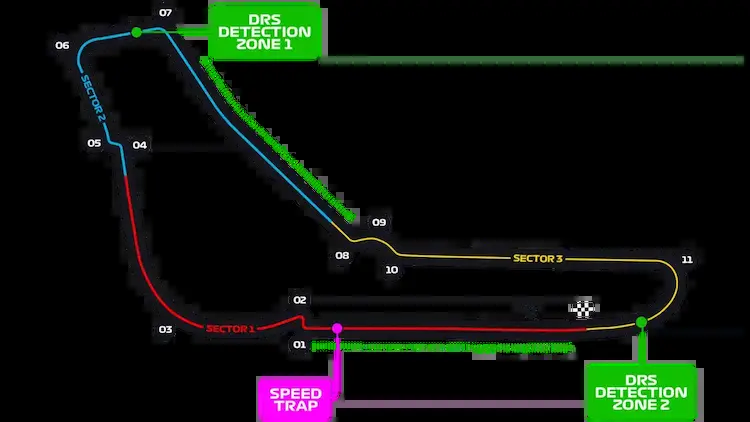 07
DRS
DETECTION
ZONE 1
06
SECTOR 2
05
04
09
08
10
SECTOR 3
11
02
03
SECTOR 1
01
SPEED
TRAP
DRS
DETECTION
ZONE 2